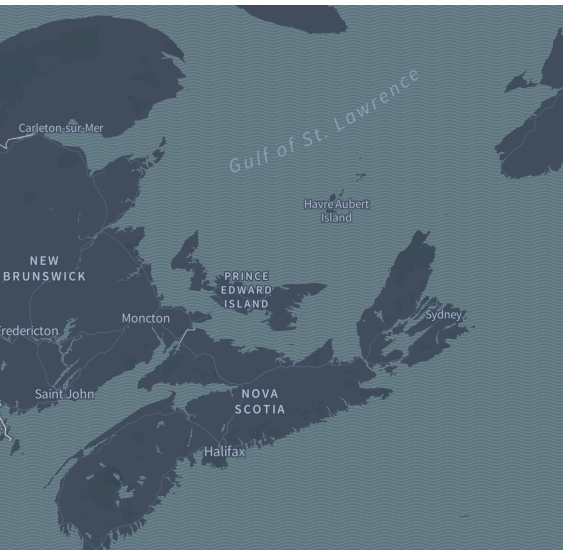 Carleton-sur-Mer
Gulf of St. Lawrence
Havre Aubert
Island
NEW
BRUNSWICK
PRINCE
EDWARD
ISLAND
Moncton
Sydney
Fredericton
Saint John
NOVA
SCOTIA
Halifax